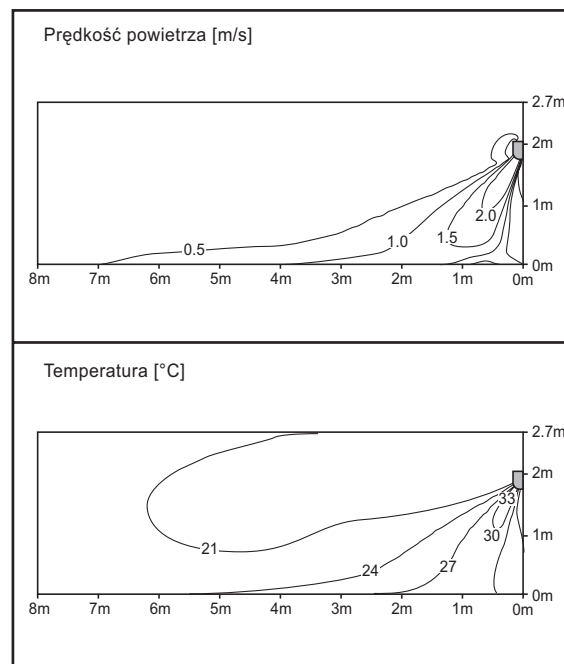 Prędkość powietrza [m/s]
2.7m
2m
2.0
1m
1.5
1.0
0.5
0m
8m 7m 6m 5m 4m 3m 2m 1m 0m
Temperatura [°C]
2.7m
2m
33
30
1m
21
24
27
0m
8m 7m 6m 5m 4m 3m 2m 1m 0m